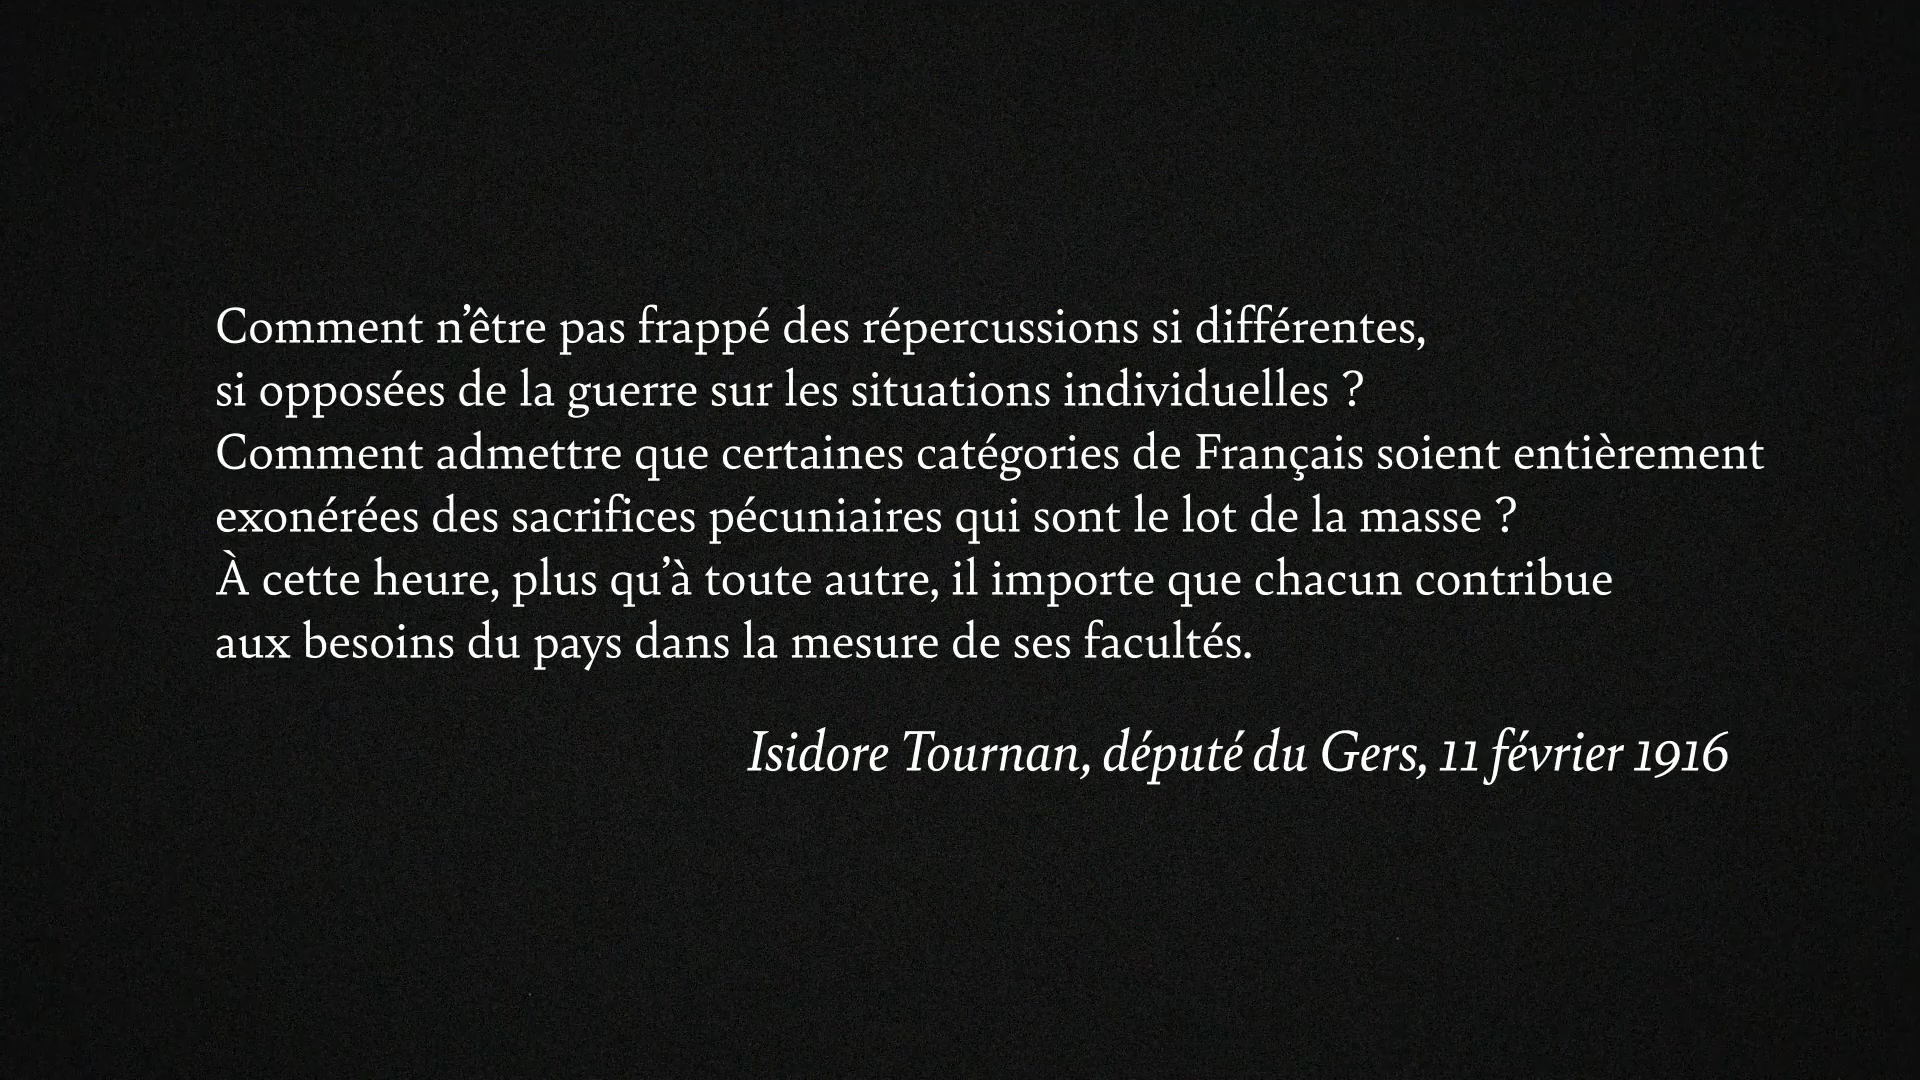 Comment n’être pas frappé des répercussions si différentes,
si opposées de la guerre sur les situations individuelles ?
Comment admettre que certaines catégories de Français soient entièrement
exonérées des sacrifices pécuniaires qui sont le lot de la masse ?
À cette heure, plus qu’à toute autre, il importe que chacun contribue
aux besoins du pays dans la mesure de ses facultés.
Isidore Tournan, député du Gers, 11 février 1916